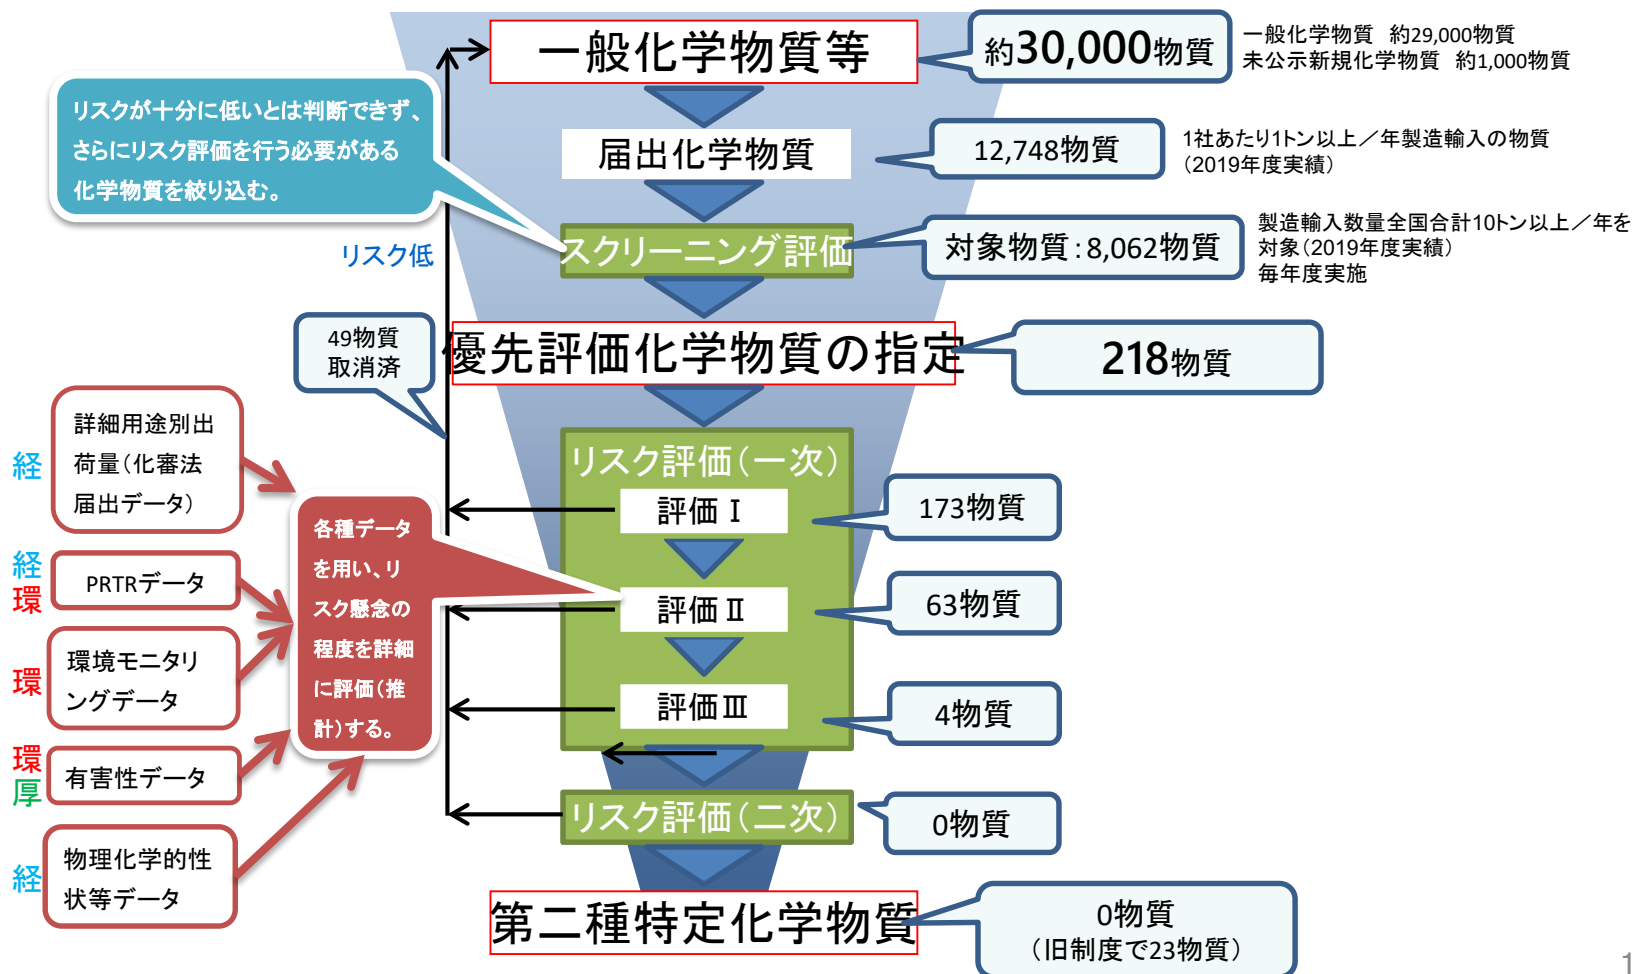 一般化学物質等
約30,000物質
一般化学物質　約29,000物質
未公示新規化学物質　約1,000物質
リスクが十分に低いとは判断できず、
さらにリスク評価を行う必要がある
化学物質を絞り込む。
届出化学物質
12,748物質
1社あたり1トン以上／年製造輸入の物質
（2019年度実績）
スクリーニング評価
対象物質：8,062物質
製造輸入数量全国合計10トン以上／年を
対象（2019年度実績）
毎年度実施
リスク低
49物質
取消済
優先評価化学物質の指定
218物質
リスク評価（一次）
評価Ⅰ
173物質
評価Ⅱ
63物質
評価Ⅲ
4物質
経
詳細用途別出
荷量（化審法
届出データ）
経
環
PRTRデータ
環
環境モニタリ
ングデータ
環
厚
有害性データ
経
物理化学的性
状等データ
各種データ
を用い、リ
スク懸念の
程度を詳細
に評価（推
計）する。
リスク評価（二次）
0物質
第二種特定化学物質
0物質
（旧制度で23物質）
1